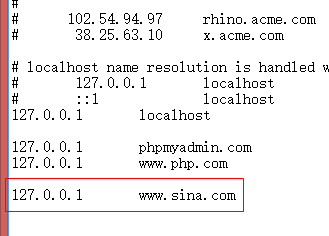 #
# 102.54.94.97 rhino.acme.com
# 38.25.63.10 x.acme.com
# localhost name resolution is handled w
# 127.0.0.1 localhost
# ::1 localhost
127.0.0.1 localhost
127.0.0.1 phpmyadmin.com
127.0.0.1 www.php.com
127.0.0.1 www.sina.com